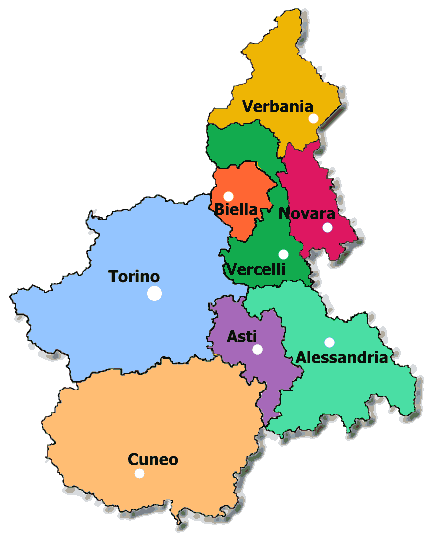 Verbania
Biella
Novara
Vercelli
Torino
Asti
Alessandria
Cuneo